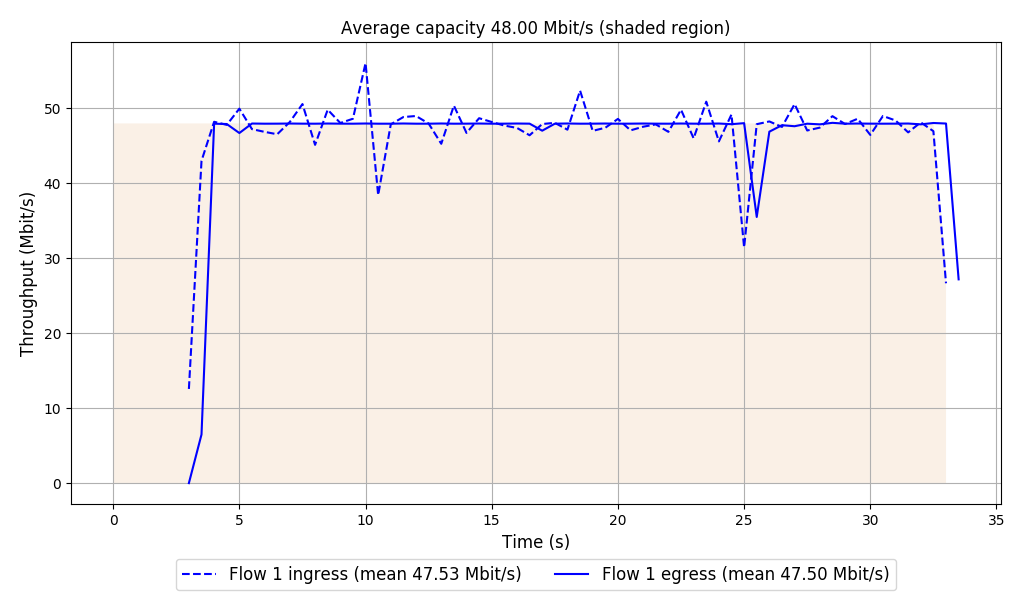 Average capacity 48.00 Mbit/s (shaded region)
Throughput (Mbit/s)
50
40
30
20
10
0
0 5 10 15 20 25 30 35
Time (s)
Flow 1 ingress (mean 47.53 Mbit/s) Flow 1 egress (mean 47.50 Mbit/s)